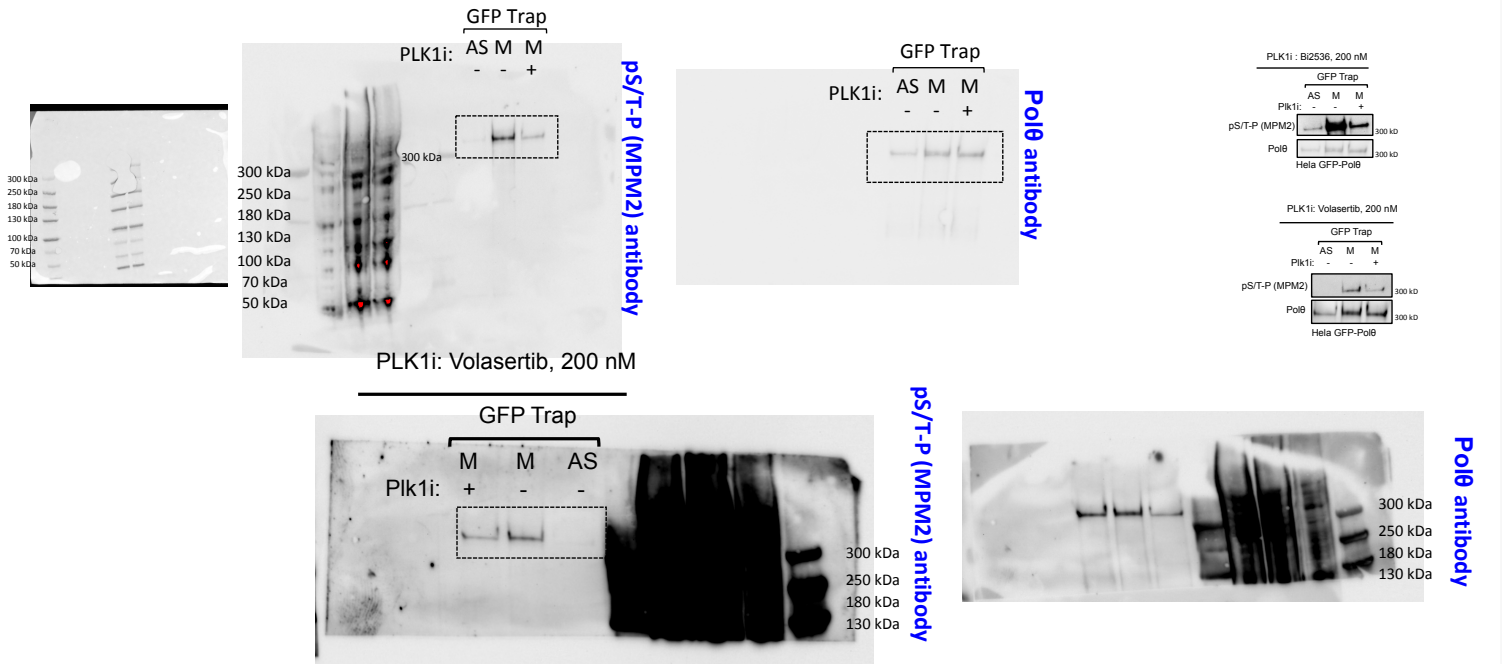 300 kDa
250 kDa
180 kDa
130 kDa
100 kDa
70 kDa
50 kDa
GFP Trap
PLK1i: AS M M
- - +
300 kDa
300 kDa
250 kDa
180 kDa
130 kDa
100 kDa
70 kDa
50 kDa
pS/T-P (MPM2) antibody
GFP Trap
PLK1i: AS M M
- - +
Polθ antibody
PLK1i : Bi2536, 200 nM
GFP Trap
AS M M
Plk1i: - - +
pS/T-P (MPM2) 300 kD
Polθ 300 kD
Hela GFP-Polθ
PLK1i: Volasertib, 200 nM
GFP Trap
AS M M
Plk1i: - - +
pS/T-P (MPM2) 300 kD
Polθ 300 kD
Hela GFP-Polθ
PLK1i: Volasertib, 200 nM
GFP Trap
M M AS
Plk1i: + - -
300 kDa
250 kDa
180 kDa
130 kDa
pS/T-P (MPM2) antibody
300 kDa
250 kDa
180 kDa
130 kDa
Polθ antibody